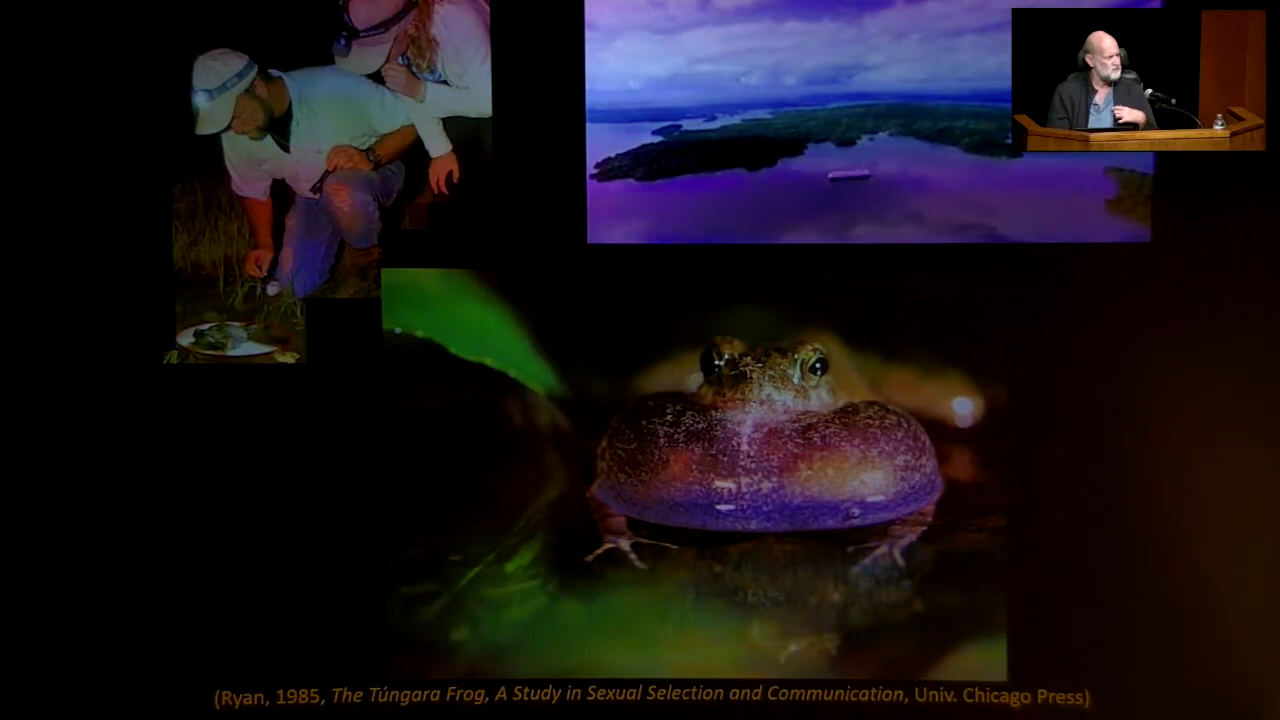 (Ryan, 1985, The Túngara Frog, A Study in Sexual Selection and Communication, Univ. Chicago Press)